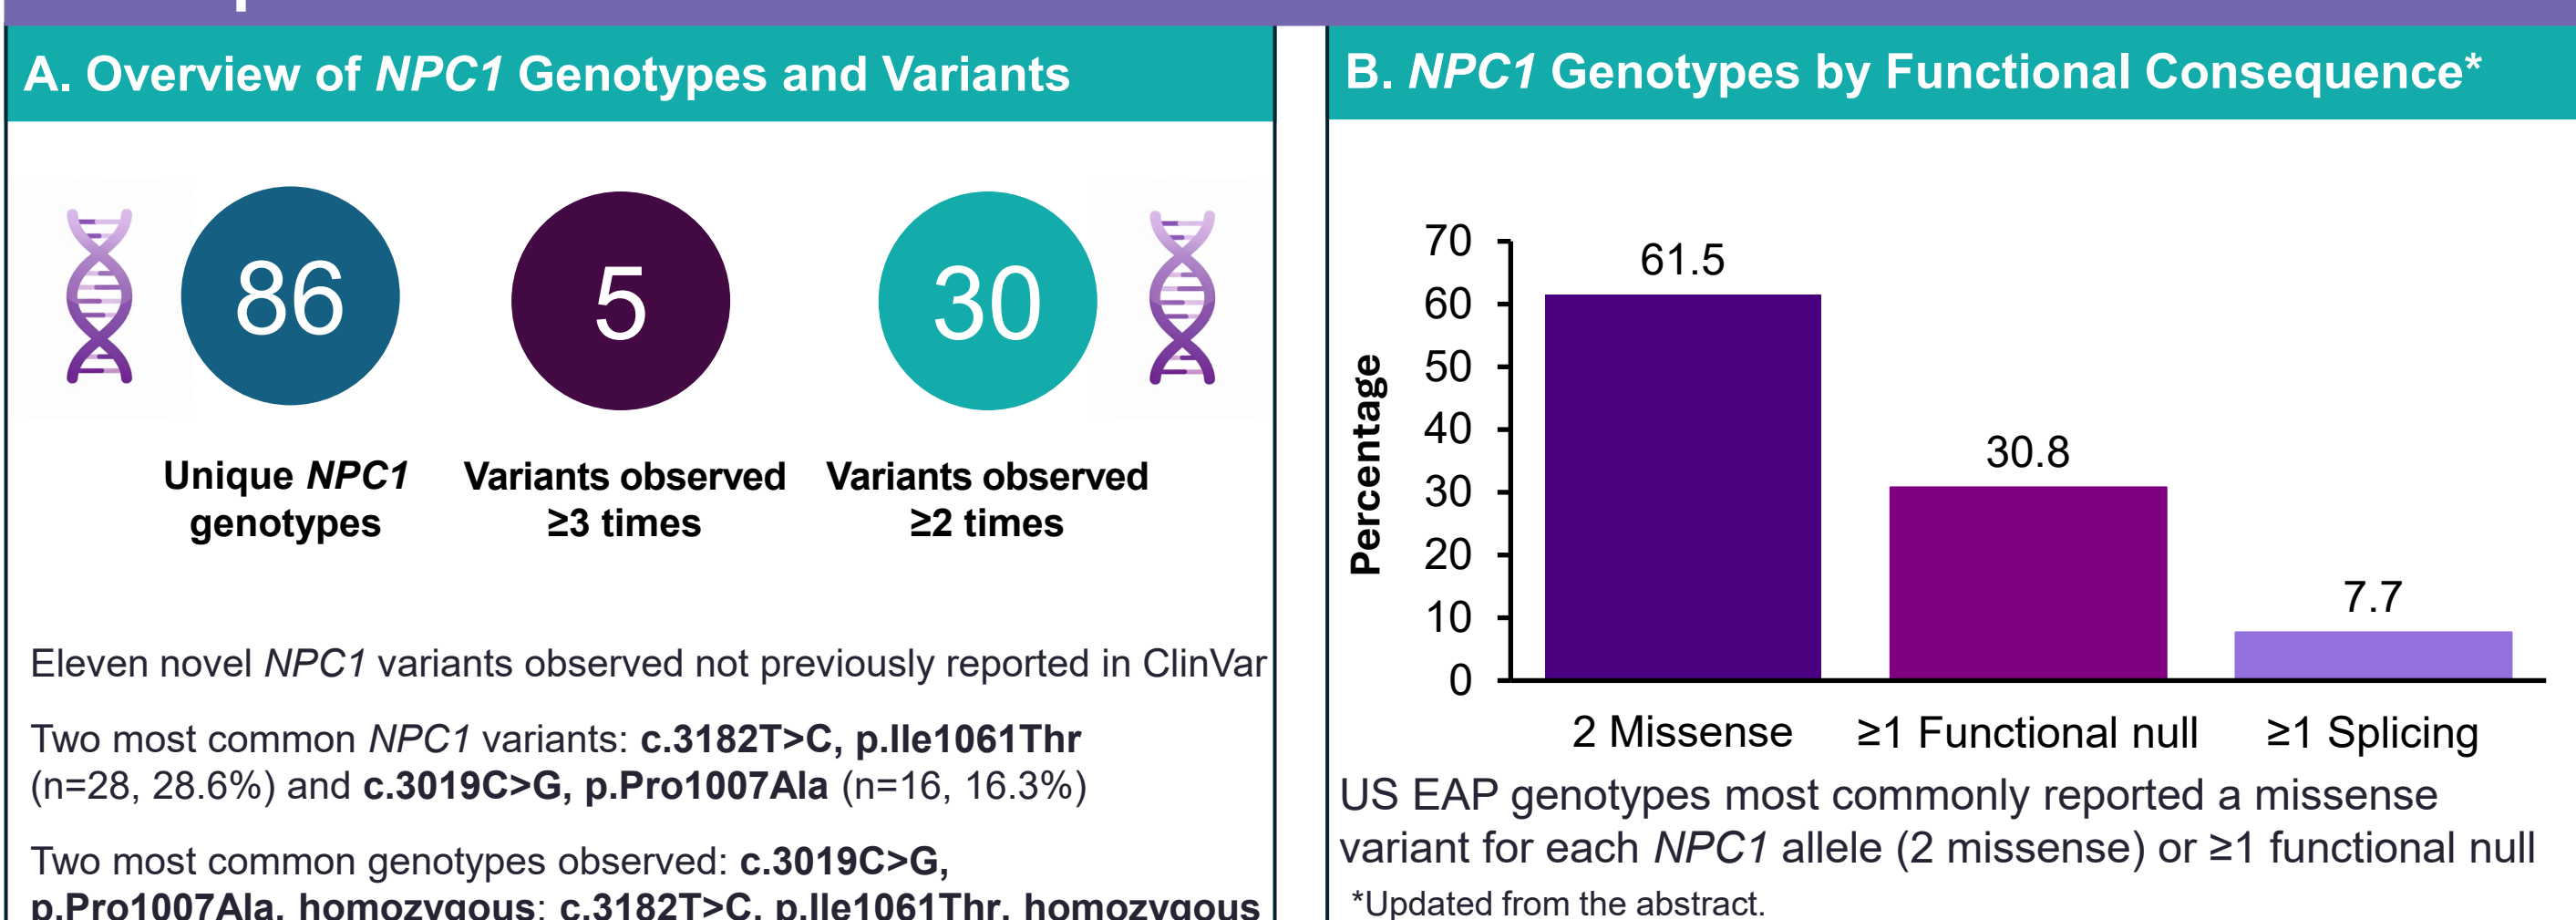 A. Overview of NPC1 Genotypes and Variants
86
5
30
Unique NPC1
genotypes
Variants observed
≥3 times
Variants observed
≥2 times
Eleven novel NPC1 variants observed not previously reported in ClinVar
Two most common NPC1 variants: c.3182T>C, p.Ile1061Thr
(n=28, 28.6%) and c.3019C>G, p.Pro1007Ala (n=16, 16.3%)
Two most common genotypes observed: c.3019C>G,
p.Pro1007Ala, homozygous; c.3182T>C, p.Ile1061Thr, homozygous
B. NPC1 Genotypes by Functional Consequence*
Percentage
70
60
50
40
30
20
10
0
61.5
30.8
7.7
2 Missense
≥1 Functional null
≥1 Splicing
US EAP genotypes most commonly reported a missense
variant for each NPC1 allele (2 missense) or ≥1 functional null
*Updated from the abstract.